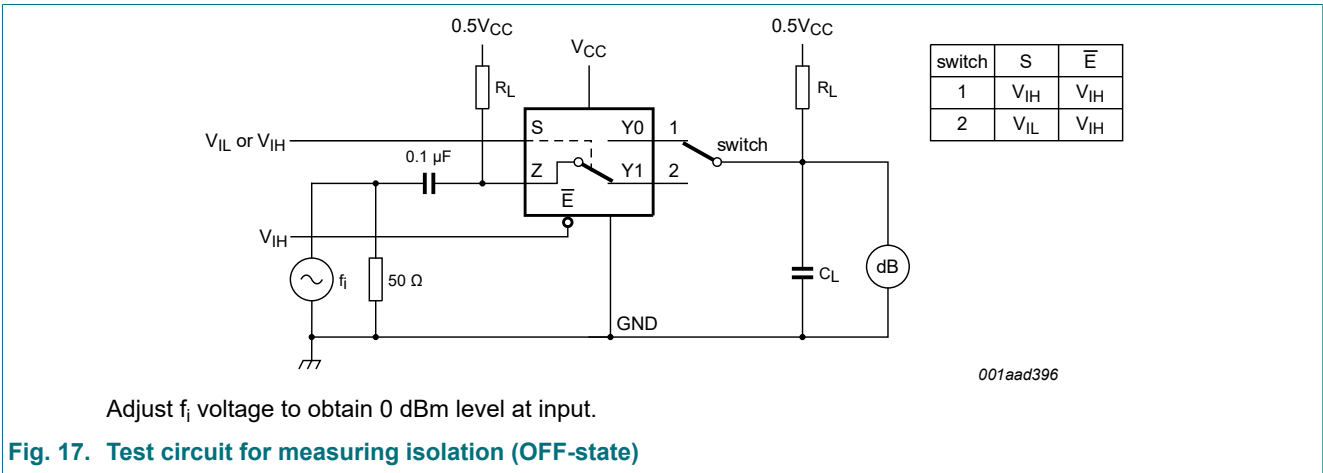 0.5VCC
VCC
0.5VCC
RL
RL
switch S E̅
1 VIH VIH
2 VIL VIH
VIL or VIH
S
Y0
1
switch
0.1 µF
Z
Y1
2
E̅
VIH
fi
50 Ω
CL
dB
GND
001aad396
Adjust fi voltage to obtain 0 dBm level at input.
Fig. 17. Test circuit for measuring isolation (OFF-state)